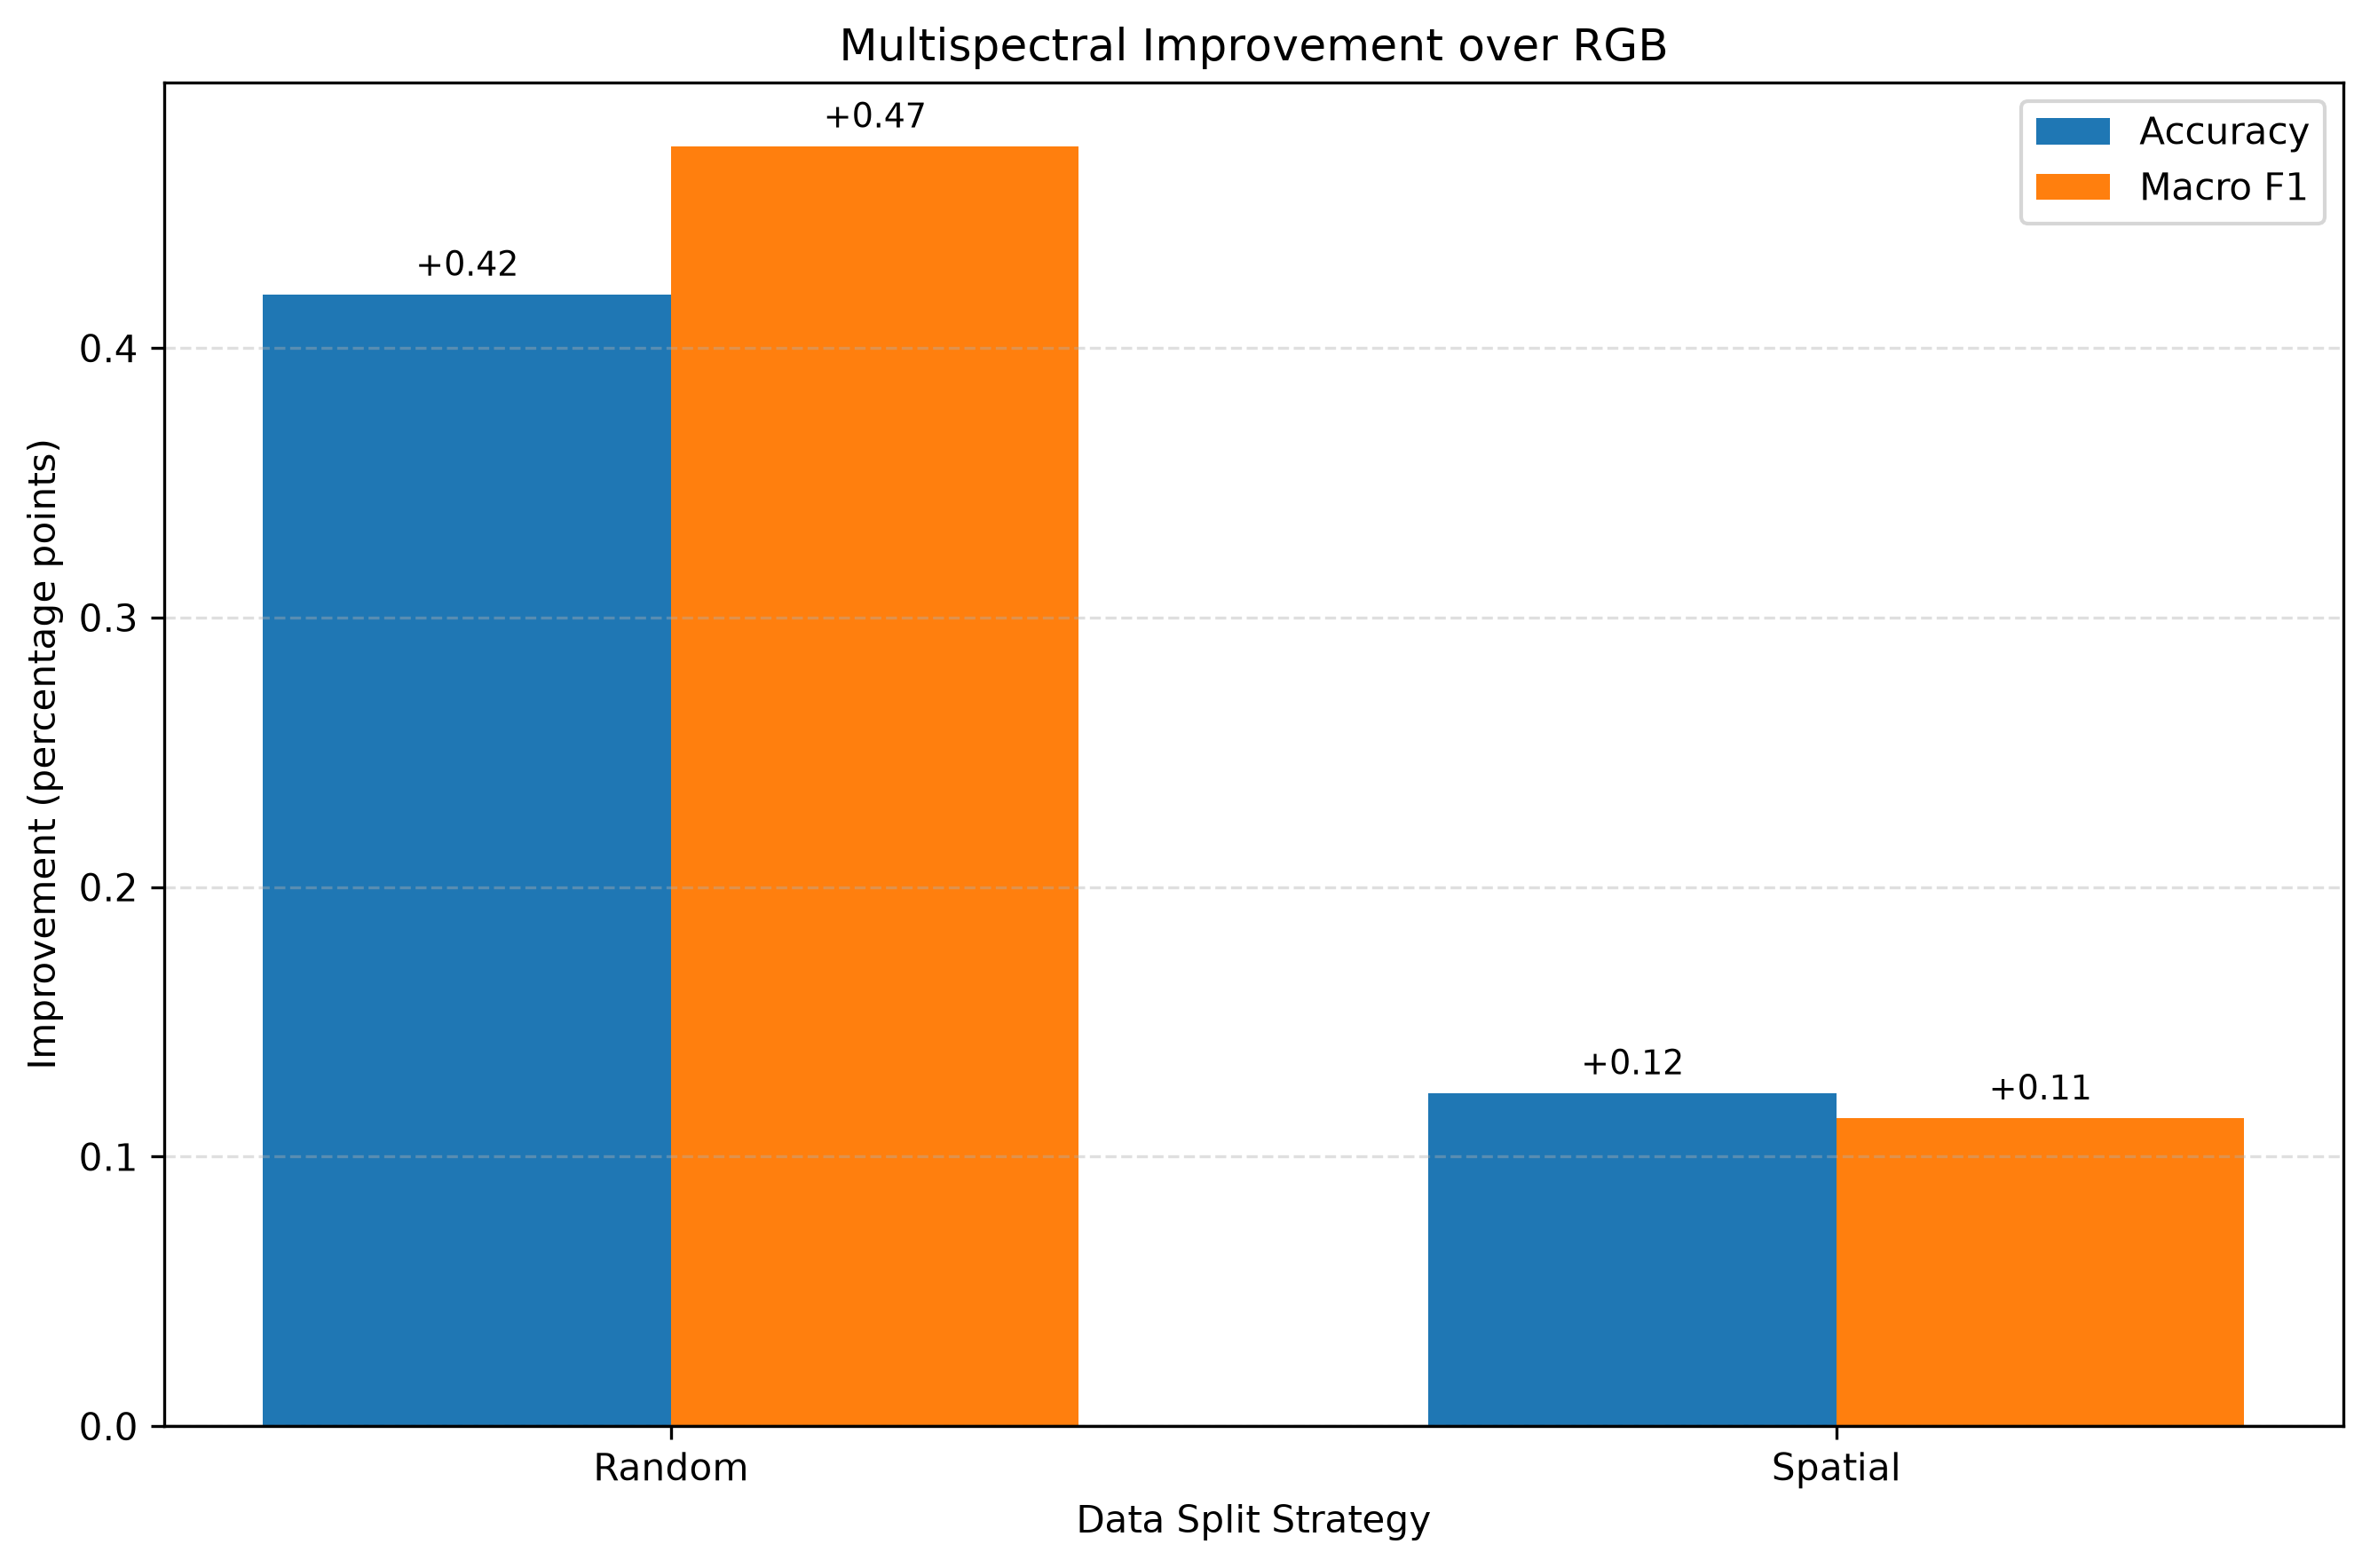 Multispectral Improvement over RGB
Accuracy
Macro F1
+0.47
+0.42
+0.12
+0.11
Improvement (percentage points)
0.4
0.3
0.2
0.1
0.0
Random
Spatial
Data Split Strategy